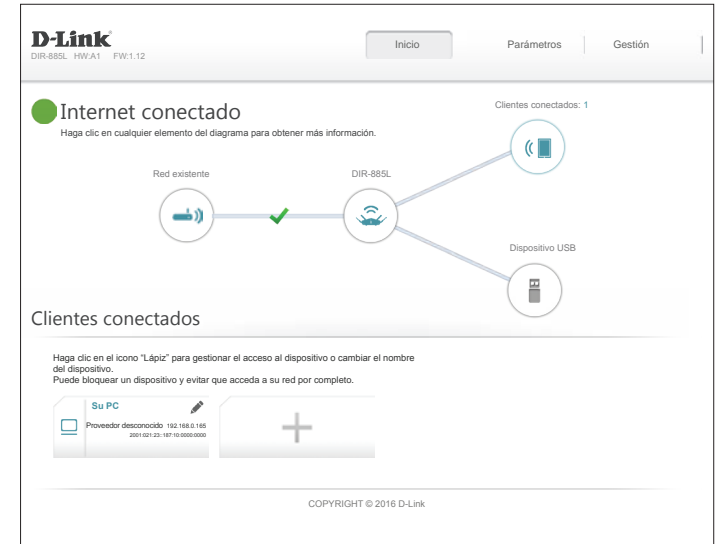 D-Link
DIR-885L HW:A1 FW:1.12
Inicio
Parámetros
Gestión
Internet conectado
Haga clic en cualquier elemento del diagrama para obtener más información.
Clientes conectados: 1
Red existente
DIR-885L
Dispositivo USB
Clientes conectados
Haga clic en el icono “Lápiz” para gestionar el acceso al dispositivo o cambiar el nombre
del dispositivo.
Puede bloquear un dispositivo y evitar que acceda a su red por completo.
Su PC
Proveedor desconocido 192.168.0.165
2001:021:23::187:10:0000:0000
COPYRIGHT © 2016 D-Link